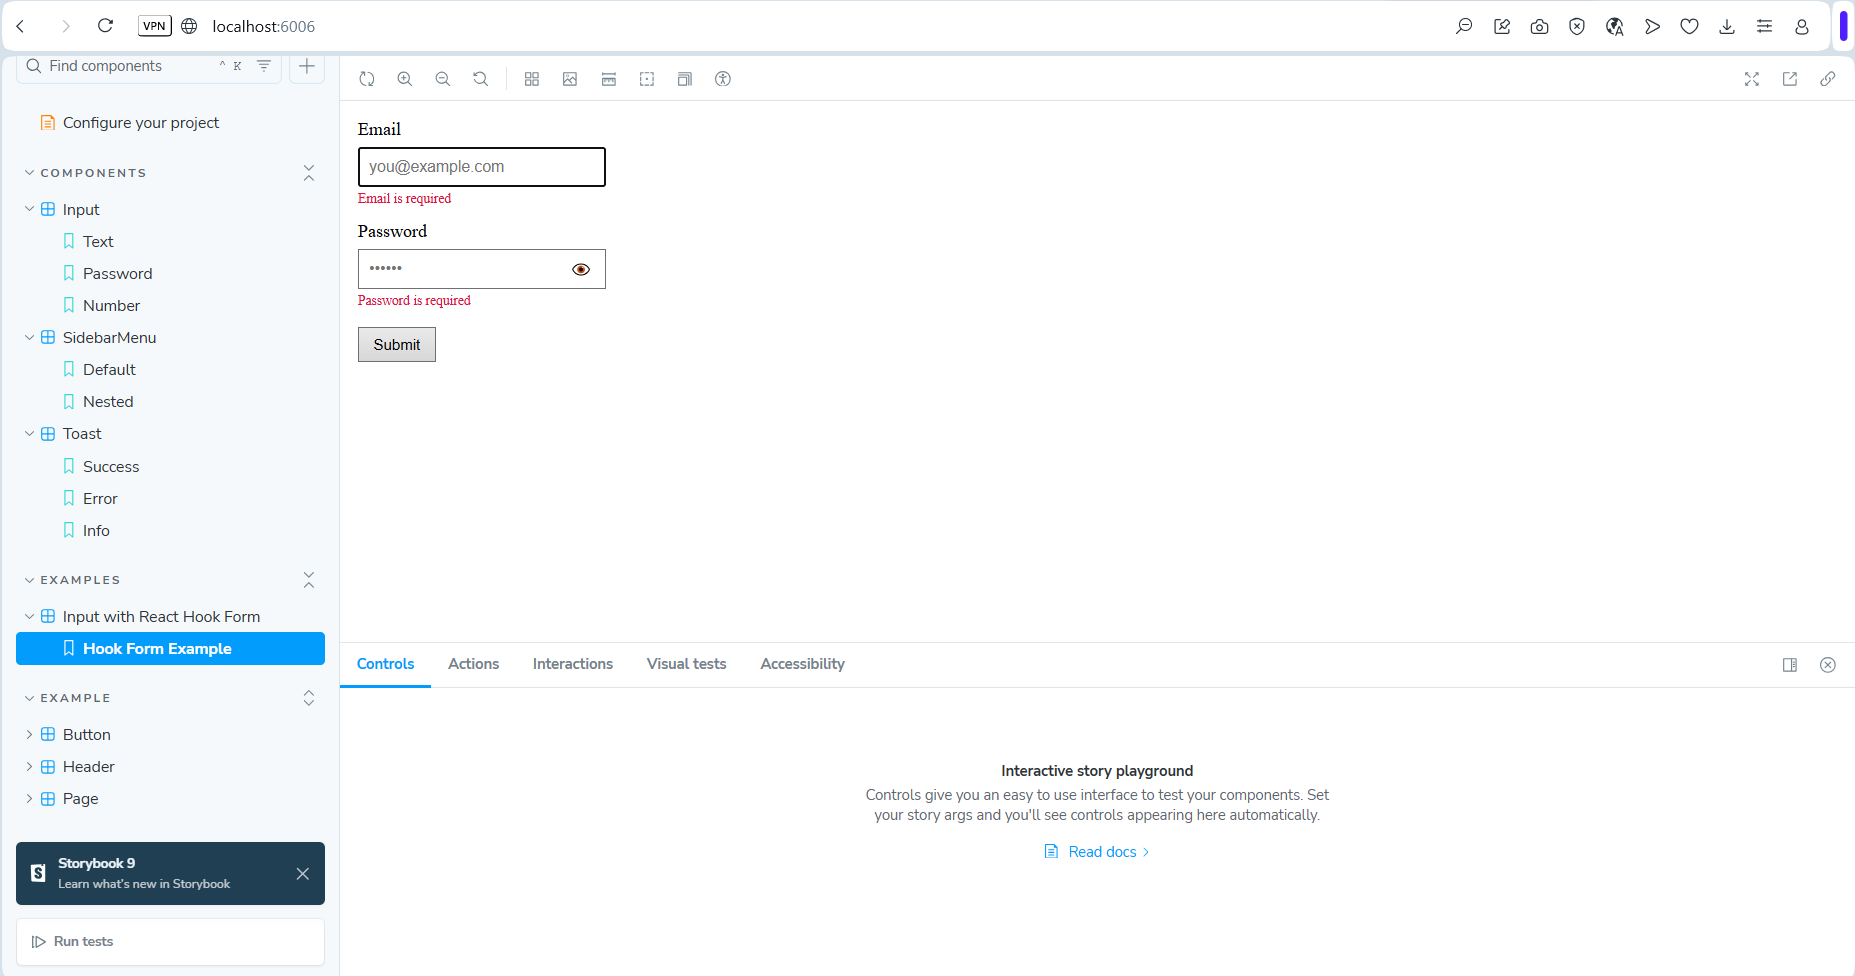 VPN localhost:6006
Find components ^ K
Configure your project
COMPONENTS
Input
Text
Password
Number
SidebarMenu
Default
Nested
Toast
Success
Error
Info
EXAMPLES
Input with React Hook Form
Hook Form Example
EXAMPLE
Button
Header
Page
Storybook 9
Learn what's new in Storybook
Run tests
Email
you@example.com
Email is required
Password
••••••
Password is required
Submit
Controls Actions Interactions Visual tests Accessibility
Interactive story playground
Controls give you an easy to use interface to test your components. Set
your story args and you'll see controls appearing here automatically.
Read docs